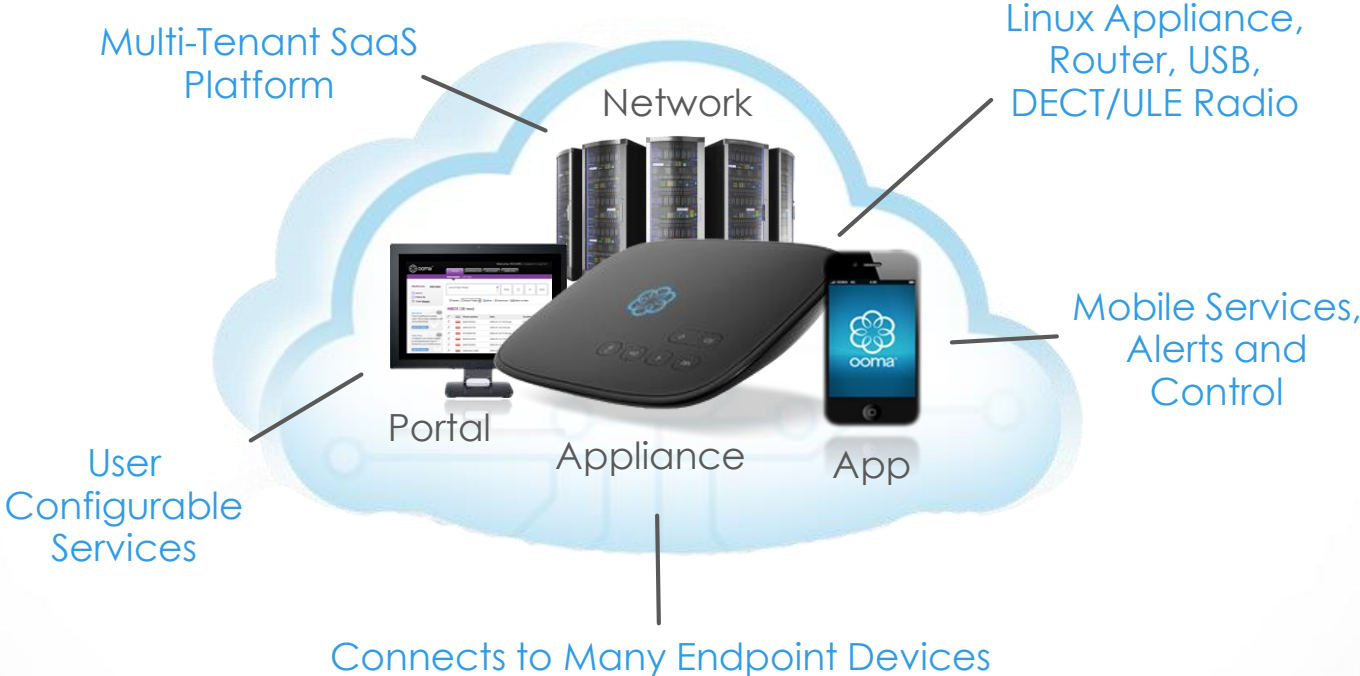 Multi-Tenant SaaS
Platform
Linux Appliance,
Router, USB,
DECT/ULE Radio
Network
ooma
ooma
Mobile Services,
Alerts and
Control
Portal
Appliance
App
User
Configurable
Services
Connects to Many Endpoint Devices